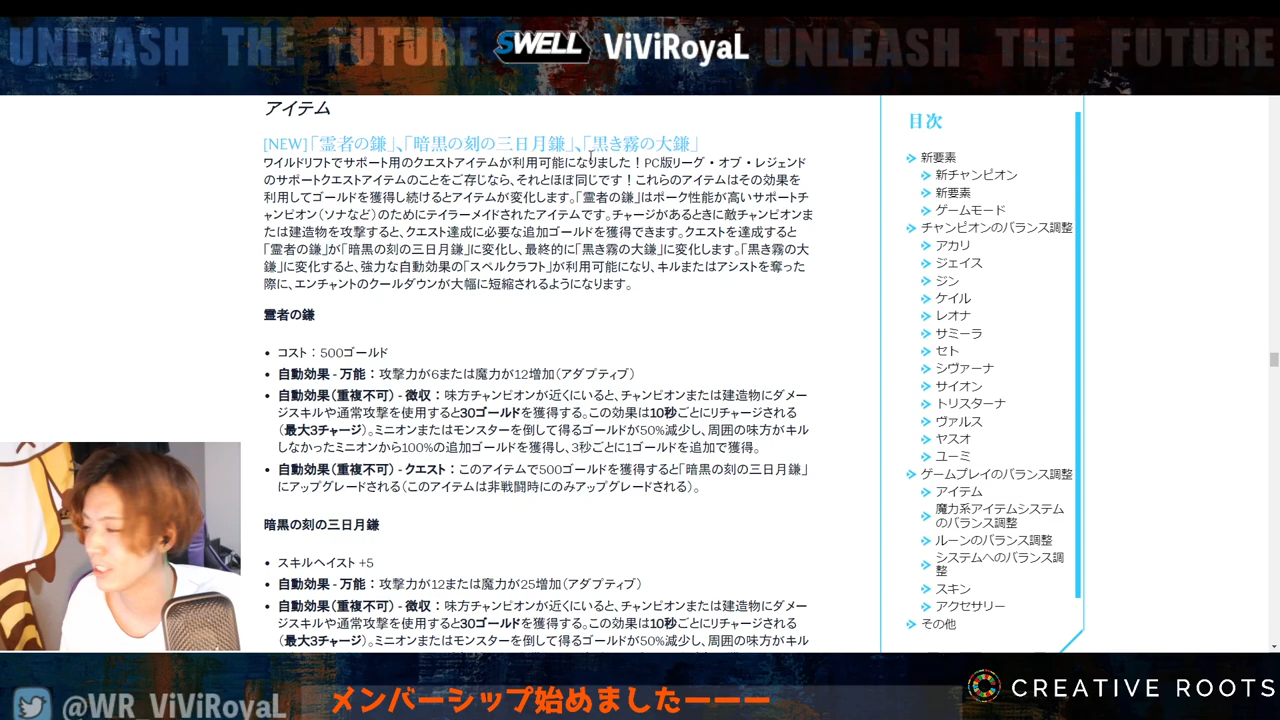 UNLEASH THE FUTURE SWELL ViViRoyaL UNLEASH THE FUTURE
アイテム
[NEW]「霊者の鎌」、「暗黒の刻の三日月鎌」、「黒き霧の大鎌」
ワイルドリフトでサポート用のクエストアイテムが利用可能になりました！PC版リーグ・オブ・レジェンド
のサポートクエストアイテムのことをご存じなら、それとほぼ同じです！これらのアイテムはその効果を
利用してゴールドを獲得し続けるとアイテムが変化します。「霊者の鎌」はポーク性能が高いサポートチ
ャンピオン（ソナなど）のためにテイラーメイドされたアイテムです。チャージがあるときに敵チャンピオンま
たは建造物を攻撃すると、クエスト達成に必要な追加ゴールドを獲得できます。クエストを達成すると
「霊者の鎌」が「暗黒の刻の三日月鎌」に変化し、最終的に「黒き霧の大鎌」に変化します。「黒き霧の大
鎌」に変化すると、強力な自動効果の「スペルクラフト」が利用可能になり、キルまたはアシストを奪った
際に、エンチャントのクールダウンが大幅に短縮されるようになります。
霊者の鎌
• コスト：500ゴールド
• 自動効果 - 万能：攻撃力が6または魔力が12増加（アダプティブ）
• 自動効果（重複不可） - 徴収：味方チャンピオンが近くにいると、チャンピオンまたは建造物にダメー
ジスキルや通常攻撃を使用すると30ゴールドを獲得する。この効果は10秒ごとにリチャージされる
（最大3チャージ）。ミニオンまたはモンスターを倒して得るゴールドが50%減少し、周囲の味方がキル
しなかったミニオンから100%の追加ゴールドを獲得し、3秒ごとに1ゴールドを追加で獲得。
• 自動効果（重複不可） - クエスト：このアイテムで500ゴールドを獲得すると「暗黒の刻の三日月鎌」
にアップグレードされる（このアイテムは非戦闘時にのみアップグレードされる）。
暗黒の刻の三日月鎌
• スキルヘイスト +5
• 自動効果 - 万能：攻撃力が12または魔力が25増加（アダプティブ）
• 自動効果（重複不可） - 徴収：味方チャンピオンが近くにいると、チャンピオンまたは建造物にダメー
ジスキルや通常攻撃を使用すると30ゴールドを獲得する。この効果は10秒ごとにリチャージされる
（最大3チャージ）。ミニオンまたはモンスターを倒して得るゴールドが50%減少し、周囲の味方がキル
目次
新要素
新チャンピオン
新要素
ゲームモード
チャンピオンのバランス調整
アカリ
ジェイス
ジン
ケイル
レオナ
サミーラ
セト
シヴァーナ
サイオン
トリスターナ
ヴァルス
ヤスオ
ユーミ
ゲームプレイのバランス調整
アイテム
魔力系アイテムシステム
のバランス調整
ルーンのバランス調整
システムへのバランス調
整
スキン
アクセサリー
その他
@WR_ViViRoyaL
メンバーシップ始めましたーーー
CREATIVE ROOTS